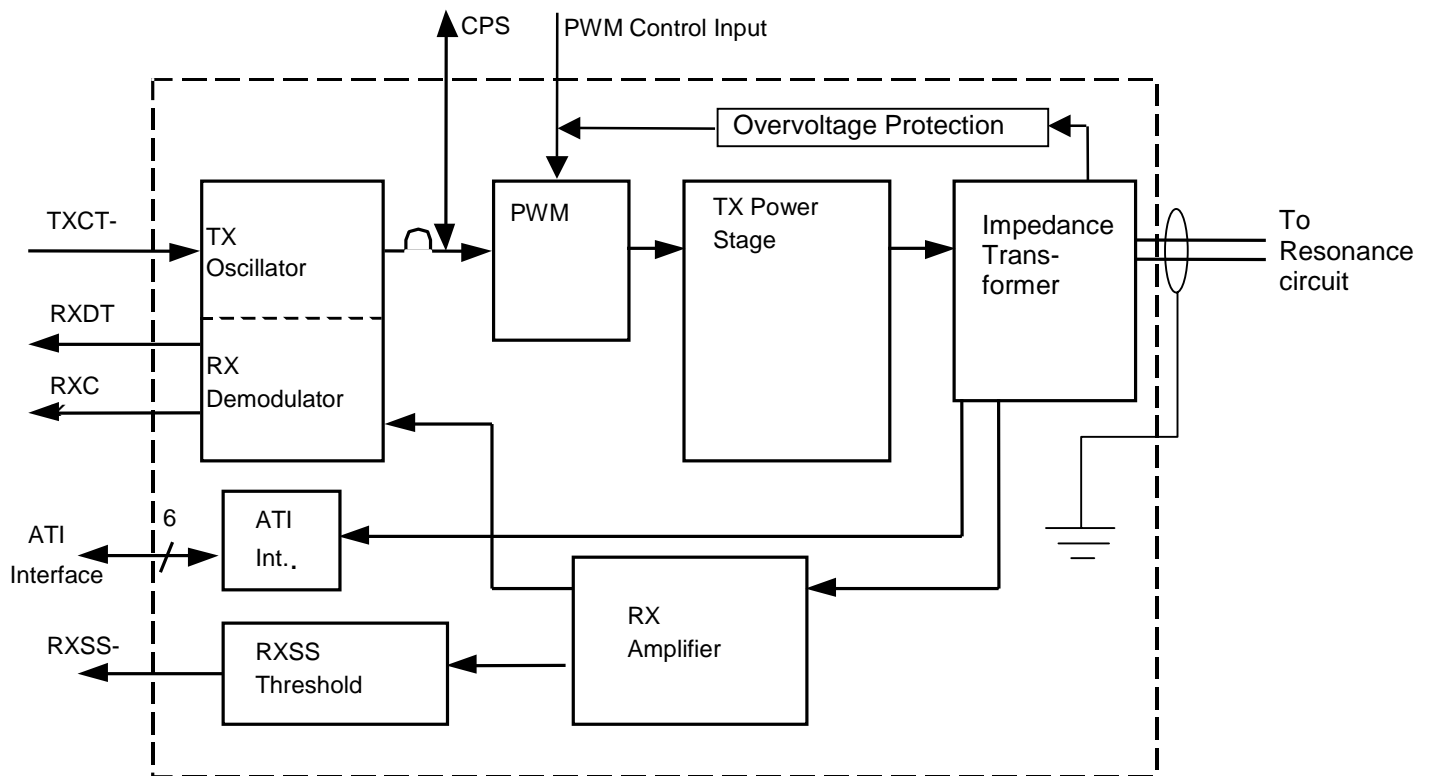 CPS
PWM Control Input
Overvoltage Protection
TXCT-
TX
Oscillator
PWM
TX Power
Stage
Impedance
Trans-
former
To
Resonance
circuit
RXDT
RX
Demodulator
RXC
ATI
Interface
6
ATI
Int..
RX
Amplifier
RXSS-
RXSS
Threshold